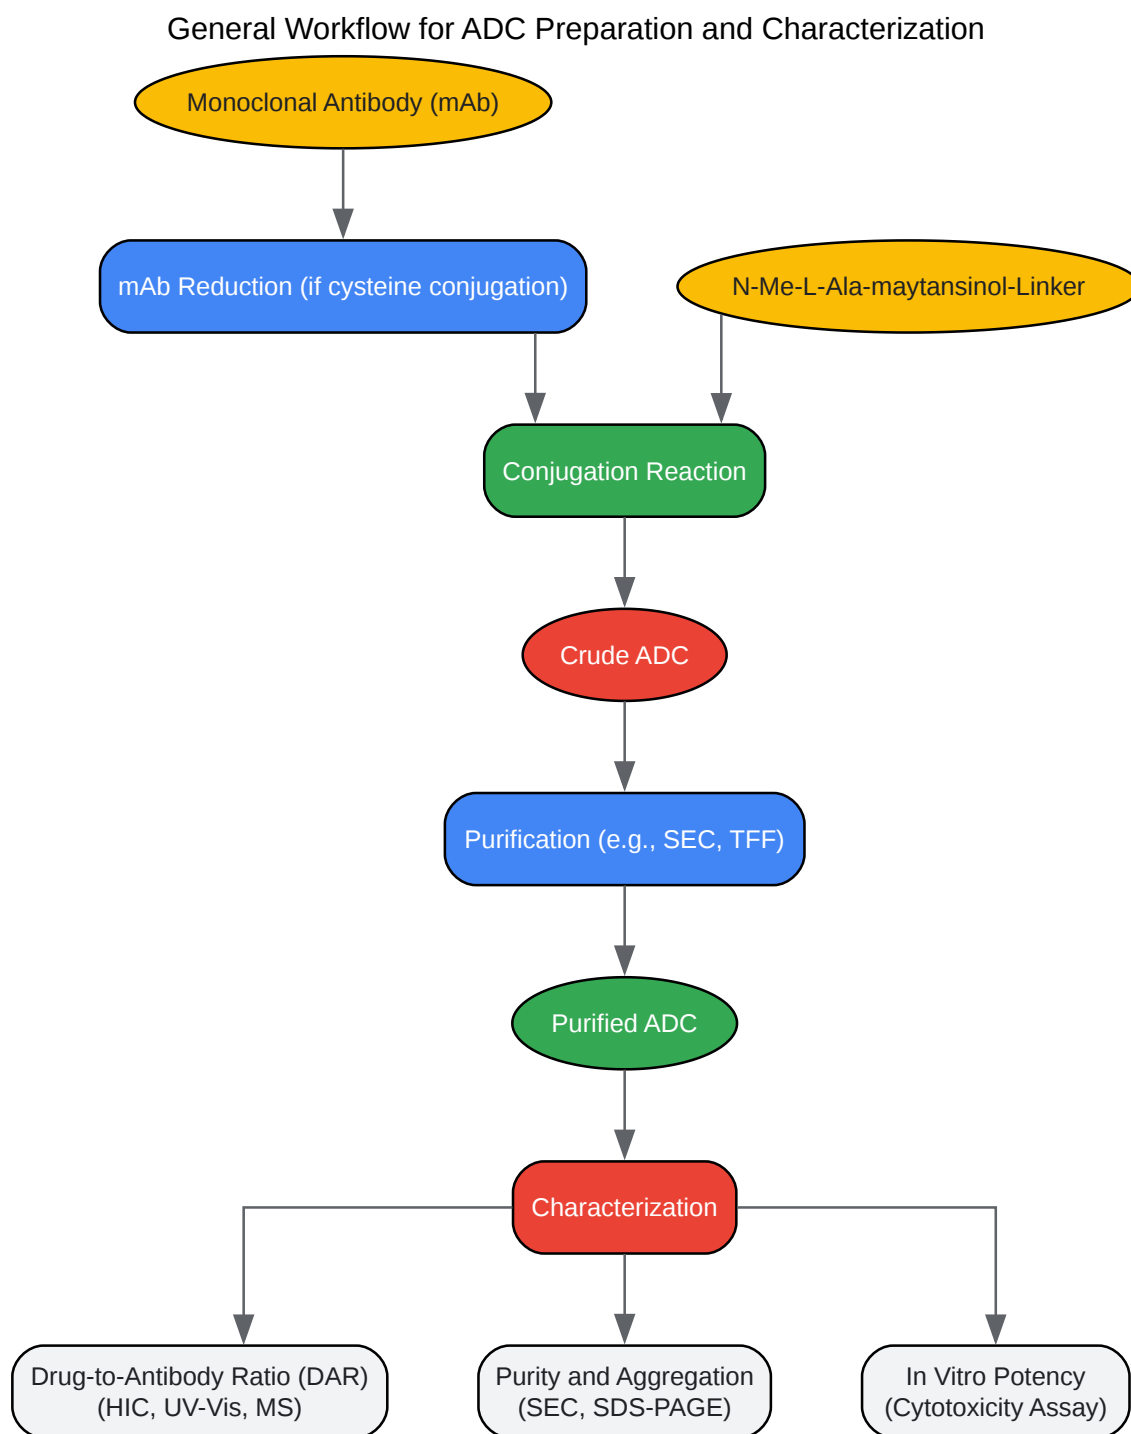 General Workflow for ADC Preparation and Characterization
Monoclonal Antibody (mAb)
mAb Reduction (if cysteine conjugation)
N-Me-L-Ala-maytansinol-Linker
Conjugation Reaction
Crude ADC
Purification (e.g., SEC, TFF)
Purified ADC
Characterization
Drug-to-Antibody Ratio (DAR)
(HIC, UV-Vis, MS)
Purity and Aggregation
(SEC, SDS-PAGE)
In Vitro Potency
(Cytotoxicity Assay)